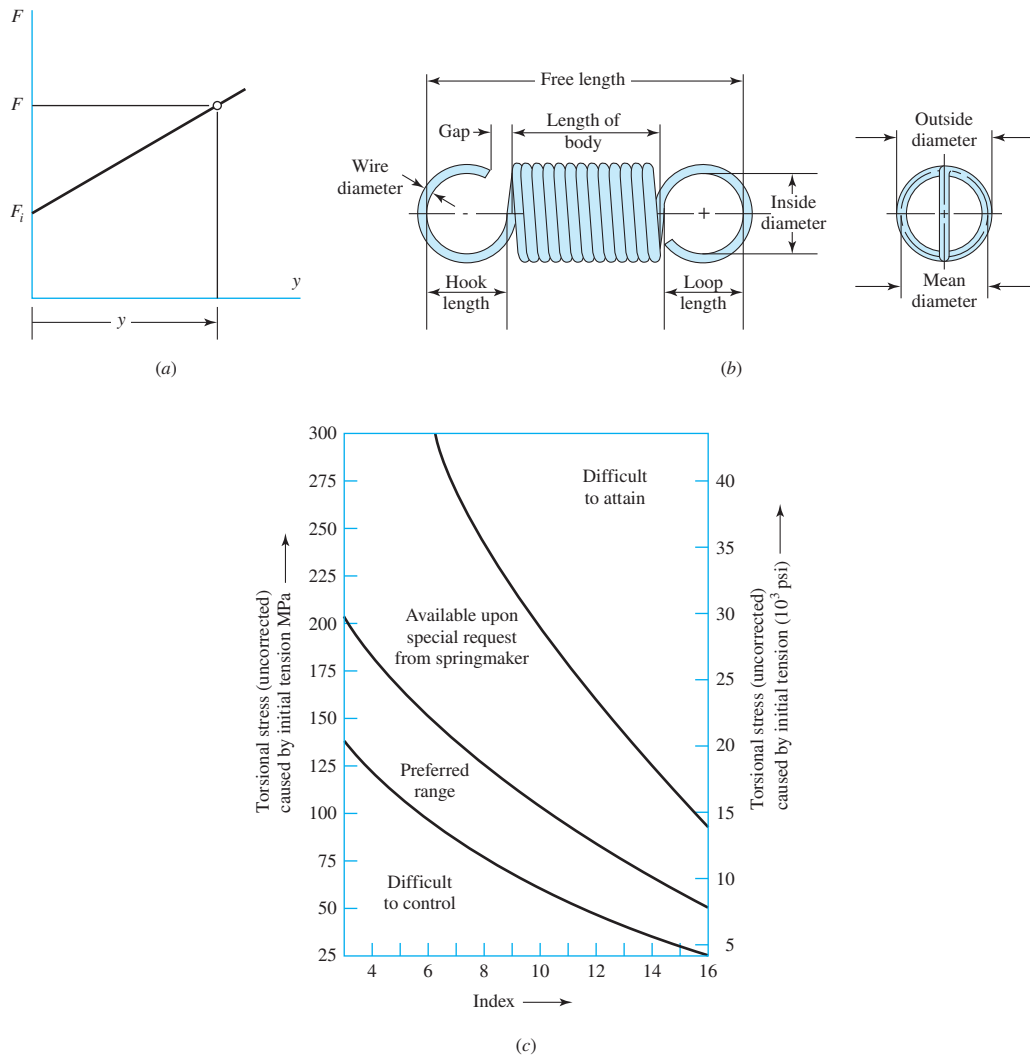 F
F
F_i
y
y
(a)
Free length
Gap
Length of
body
Wire
diameter
Inside
diameter
Hook
length
Loop
length
-
+
(b)
Outside
diameter
+
Mean
diameter
300
275
250
225
200
175
150
125
100
75
50
25
Torsional stress (uncorrected)
caused by initial tension MPa
Difficult
to attain
Available upon
special request
from springmaker
Preferred
range
Difficult
to control
40
35
30
25
20
15
10
5
Torsional stress (uncorrected)
caused by initial tension (10³ psi)
4 6 8 10 12 14 16
Index
(c)